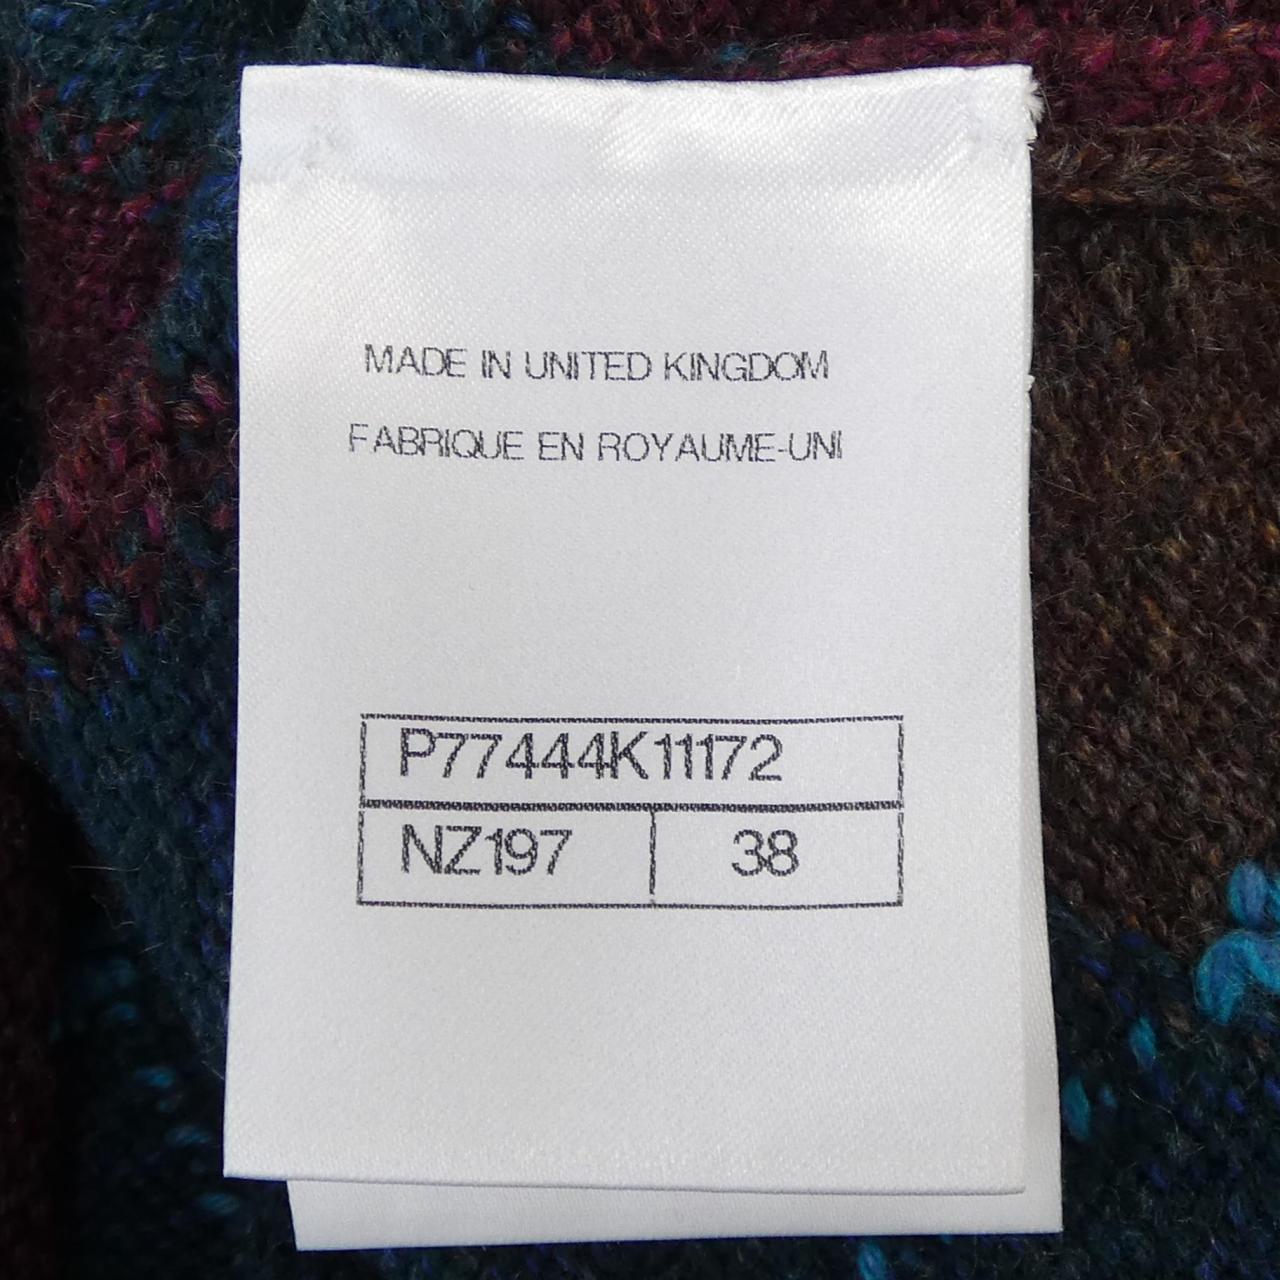 MADE IN UNITED KINGDOM
FABRIQUE EN ROYAUME-UNI
P77444K11172
NZ197 38